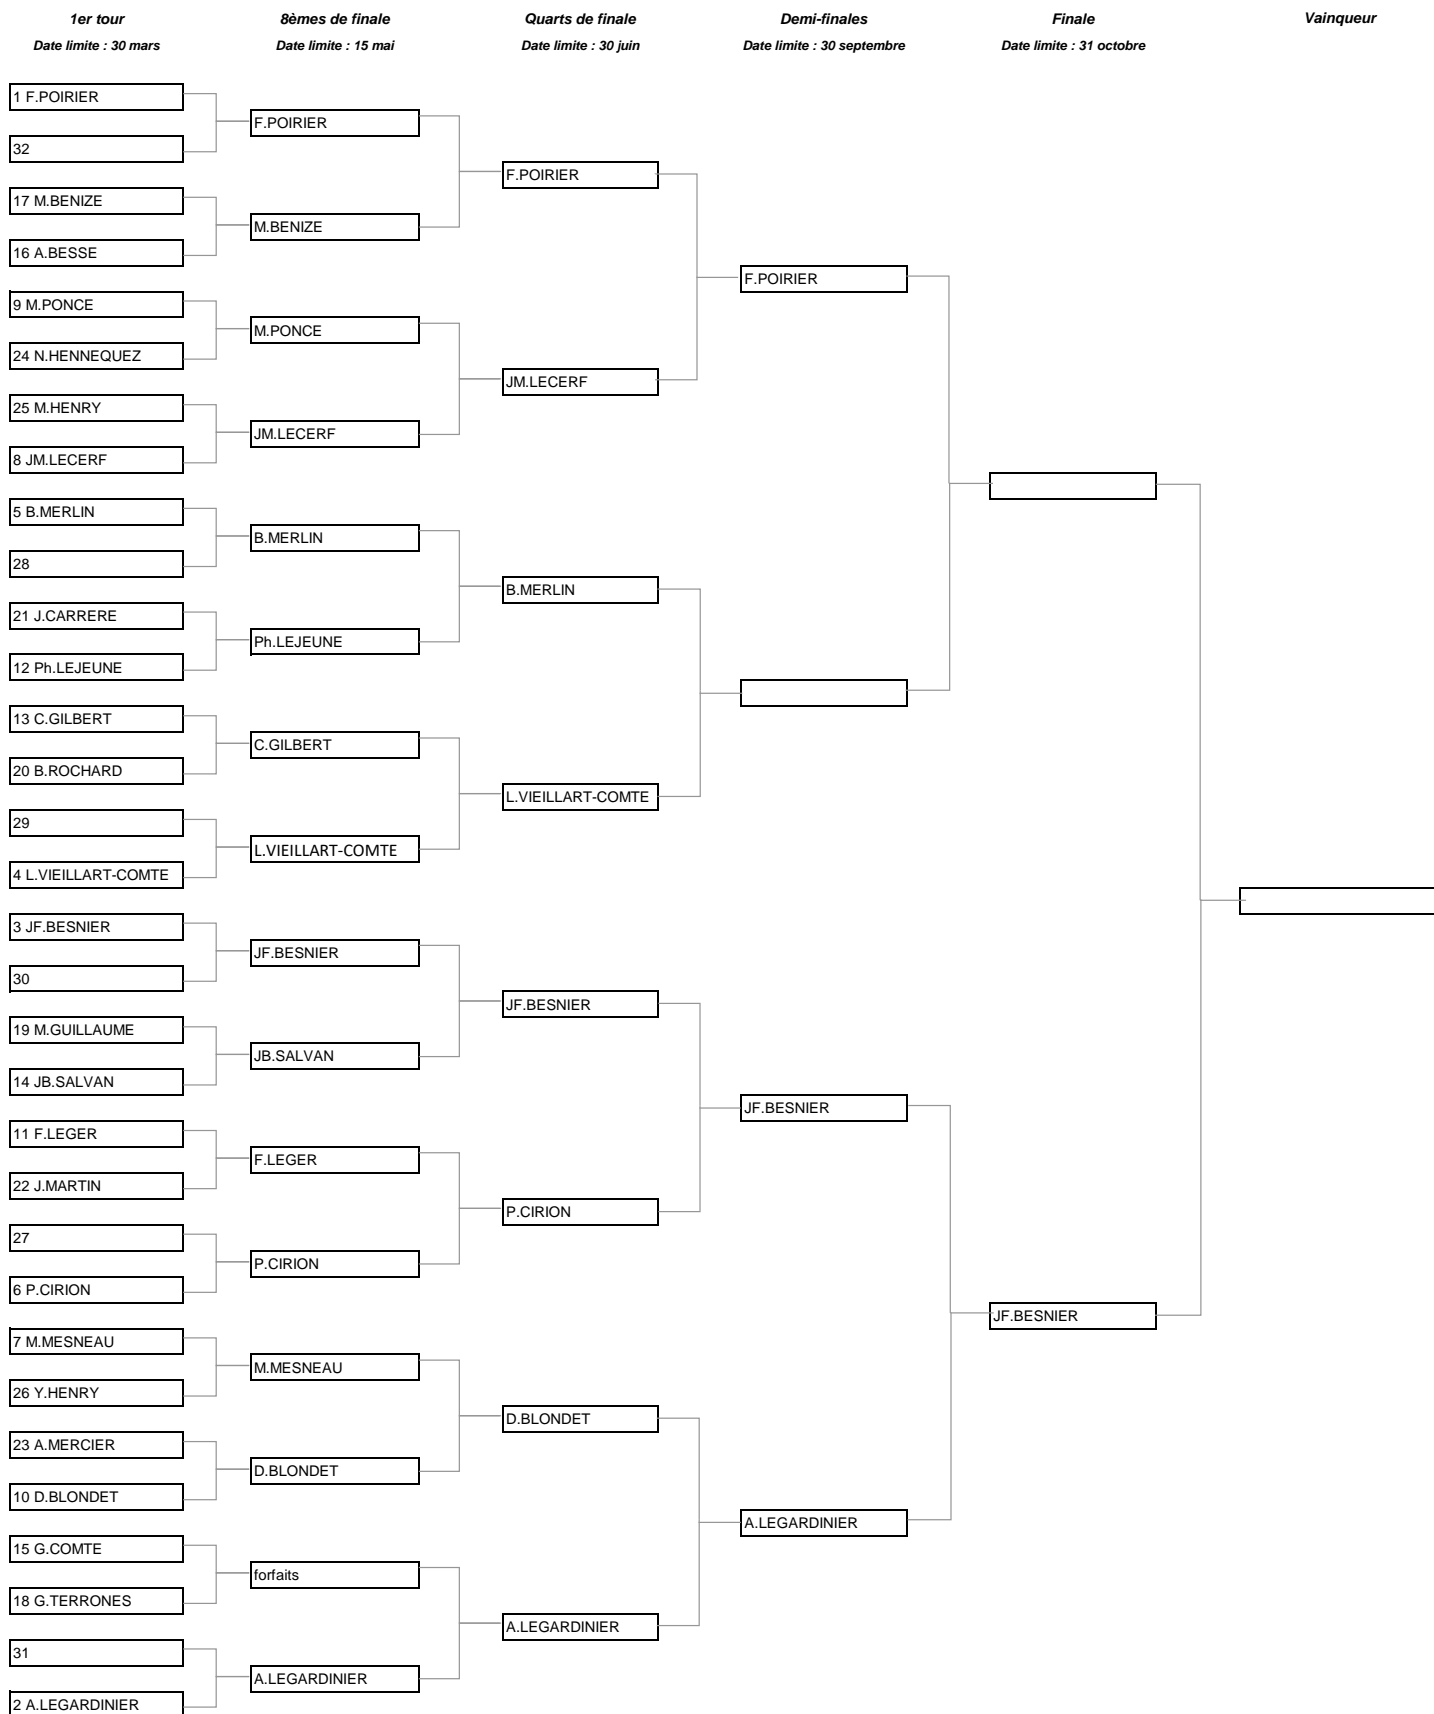 1er tour
8èmes de finale
Quarts de finale
Demi-finales
Finale
Vainqueur
Date limite : 30 mars
Date limite : 15 mai
Date limite : 30 juin
Date limite : 30 septembre
Date limite : 31 octobre
1 F.POIRIER
32
17 M.BENIZE
16 A.BESSE
9 M.PONCE
24 N.HENNEQUEZ
25 M.HENRY
8 JM.LECERF
5 B.MERLIN
28
21 J.CARRERE
12 Ph.LEJEUNE
13 C.GILBERT
20 B.ROCHARD
29
4 L.VIEILLART-COMTE
3 JF.BESNIER
30
19 M.GUILLAUME
14 JB.SALVAN
11 F.LEGER
22 J.MARTIN
27
6 P.CIRION
7 M.MESNEAU
26 Y.HENRY
23 A.MERCIER
10 D.BLONDET
15 G.COMTE
18 G.TERRONES
31
2 A.LEGARDINIER
F.POIRIER
M.BENIZE
M.PONCE
JM.LECERF
B.MERLIN
Ph.LEJEUNE
C.GILBERT
L.VIEILLART-COMTE
JF.BESNIER
JB.SALVAN
F.LEGER
P.CIRION
M.MESNEAU
D.BLONDET
forfaits
A.LEGARDINIER
F.POIRIER
JM.LECERF
B.MERLIN
L.VIEILLART-COMTE
JF.BESNIER
P.CIRION
D.BLONDET
A.LEGARDINIER
F.POIRIER
JF.BESNIER
A.LEGARDINIER
JF.BESNIER